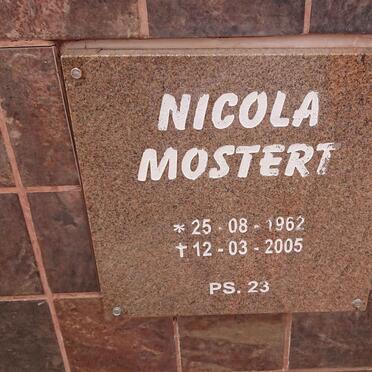 NICOLA
MOSTERT
* 25 - 08 - 1962
† 12 - 03 - 2005
PS. 23